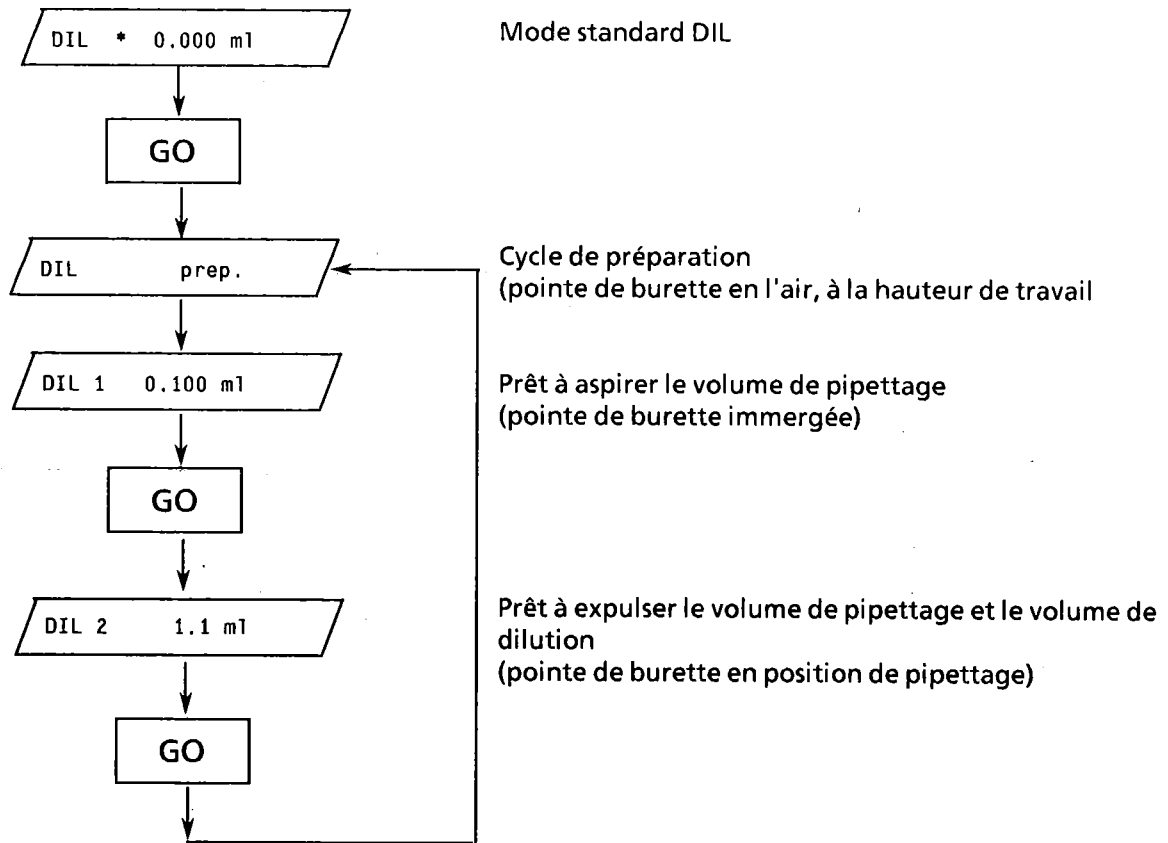 DIL * 0.000 ml
Mode standard DIL
GO
DIL prep.
Cycle de préparation
(pointe de burette en l'air, à la hauteur de travail
DIL 1 0.100 ml
Prêt à aspirer le volume de pipettage
(pointe de burette immergée)
GO
DIL 2 1.1 ml
Prêt à expulser le volume de pipettage et le volume de
dilution
(pointe de burette en position de pipettage)
GO